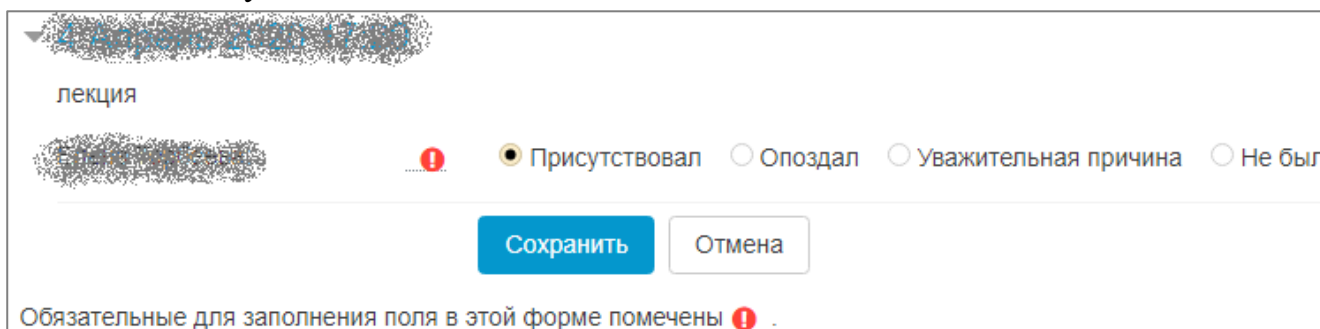 лекция
Присутствовал Опоздал Уважительная причина Не был
Сохранить Отмена
Обязательные для заполнения поля в этой форме помечены .